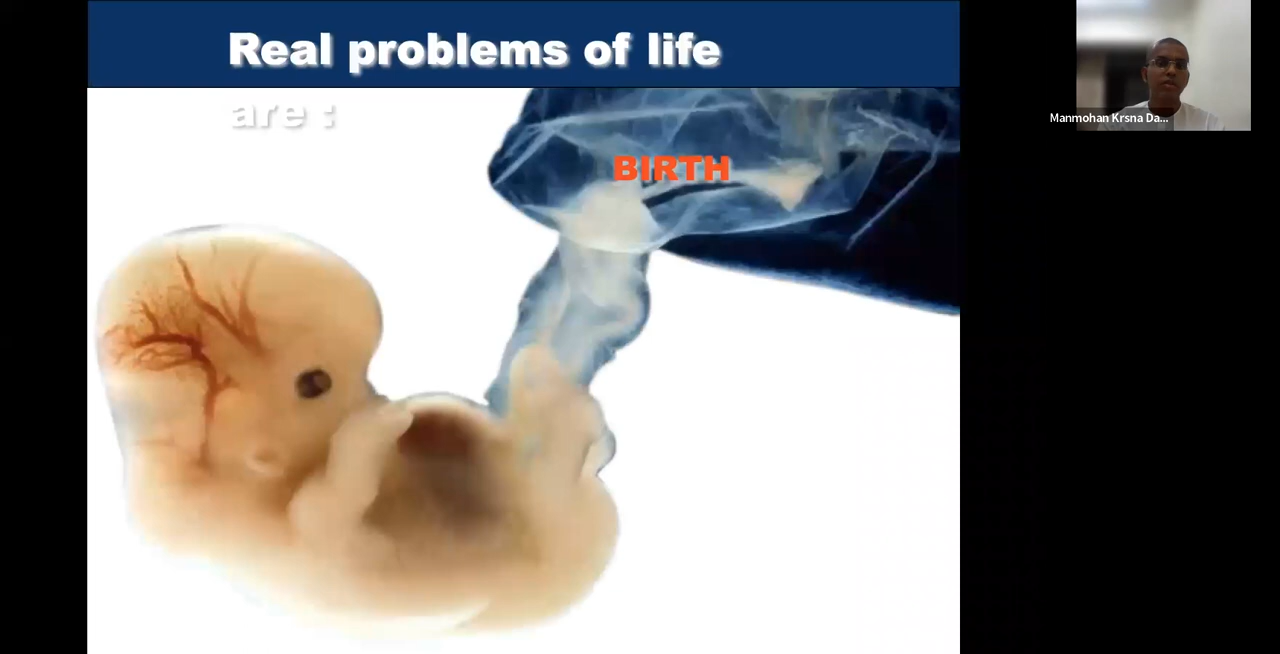 Real problems of life
are :
BIRTH
Manmohan Krsna Da...